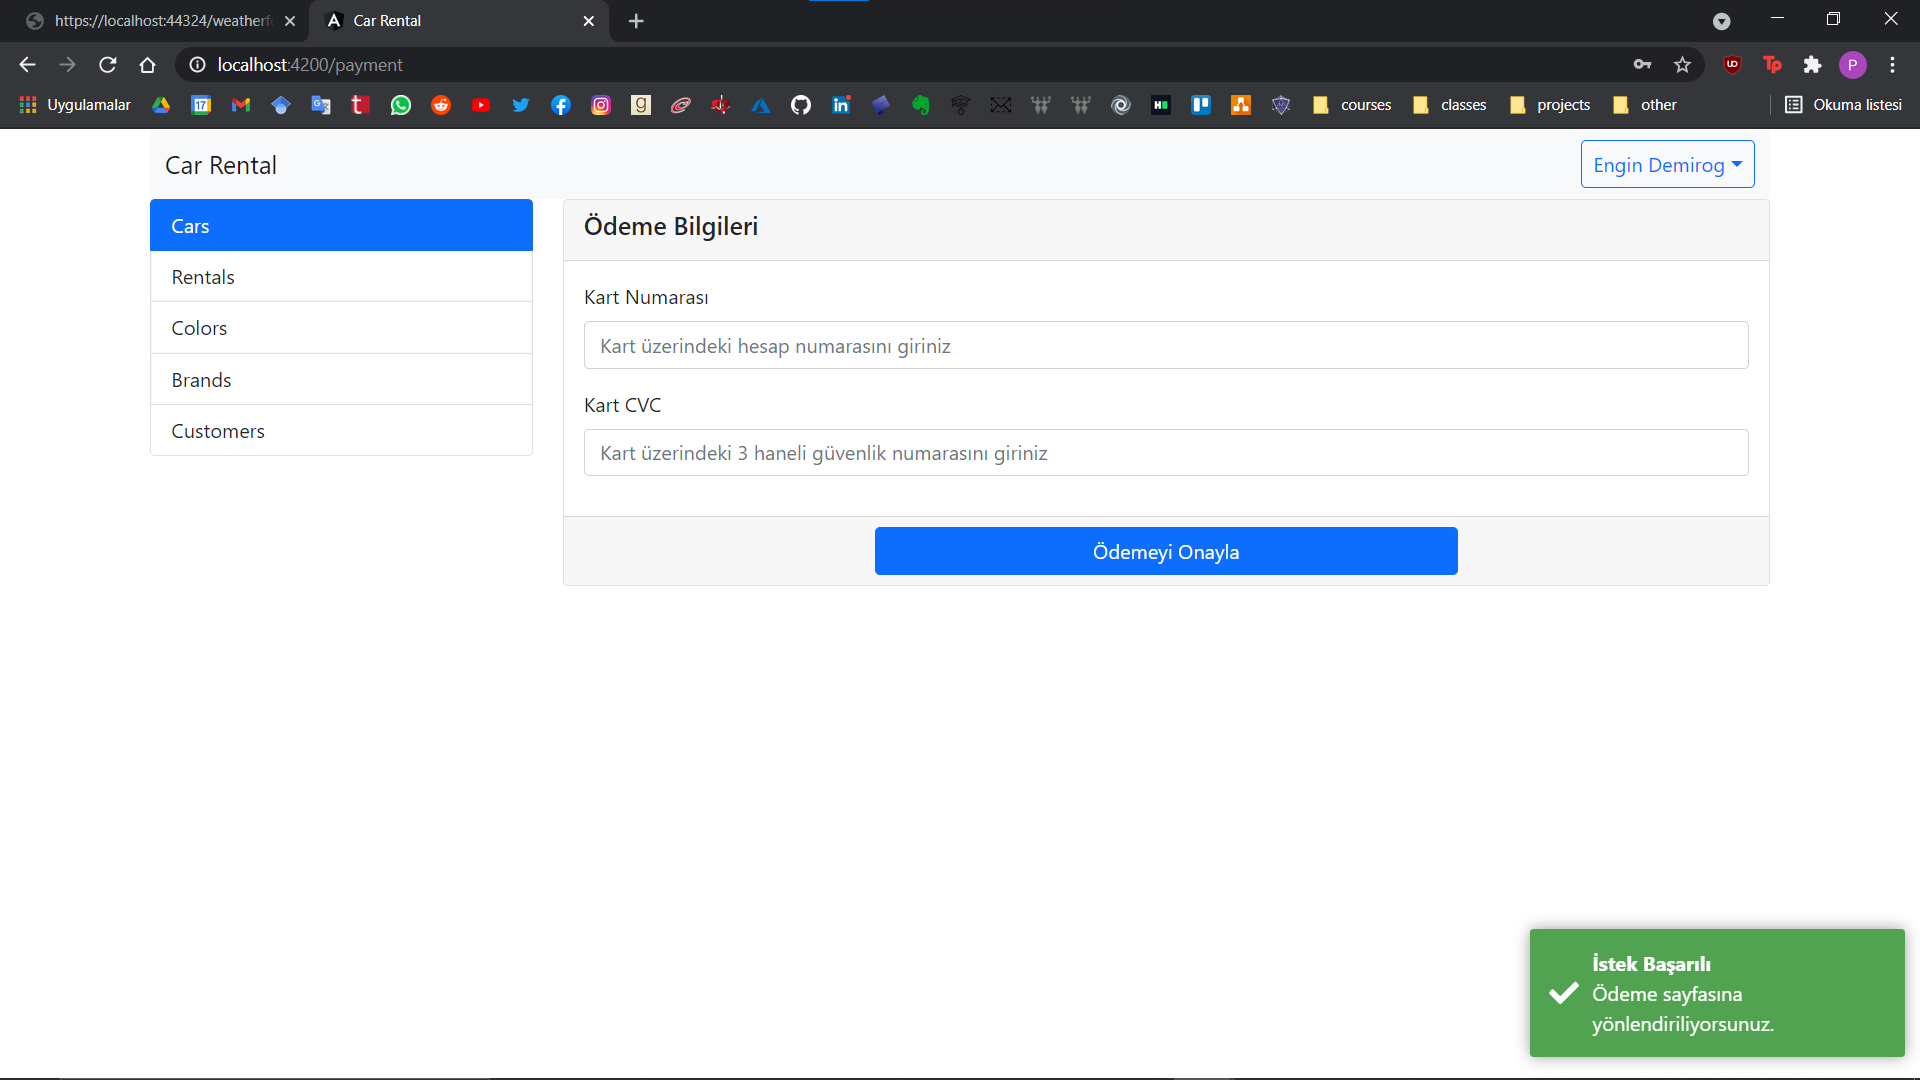 https://localhost:44324/weatherfo
Car Rental
localhost:4200/payment
P
Uygulamalar
courses
classes
projects
other
Okuma listesi
Car Rental
Engin Demirog
Cars
Rentals
Colors
Brands
Customers
Ödeme Bilgileri
Kart Numarası
Kart üzerindeki hesap numarasını giriniz
Kart CVC
Kart üzerindeki 3 haneli güvenlik numarasını giriniz
Ödemeyi Onayla
İstek Başarılı
Ödeme sayfasına
yönlendiriliyorsunuz.